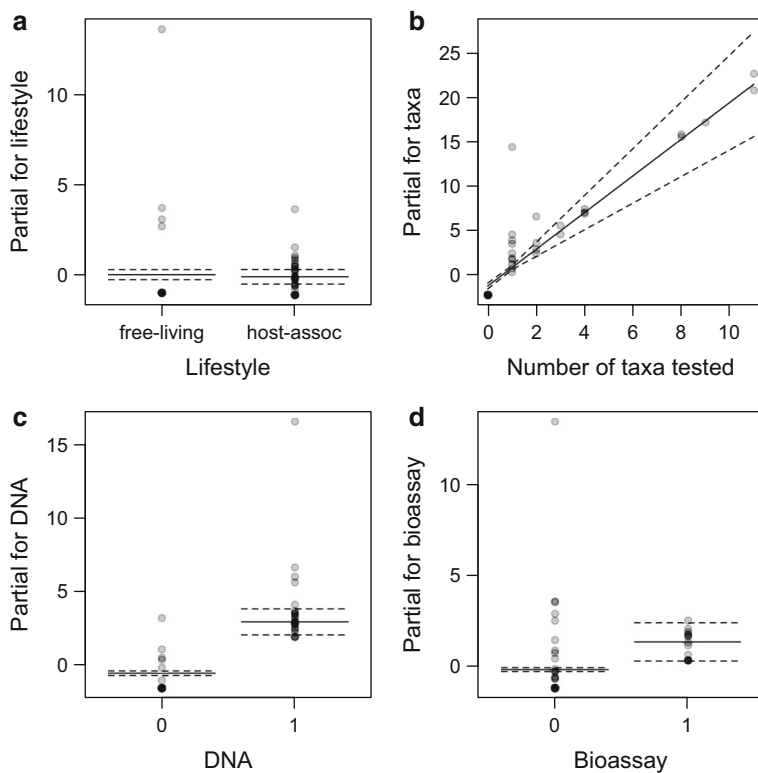 a
Partial for lifestyle
10
5
0
free-living host-assoc
Lifestyle
b
Partial for taxa
25
20
15
10
5
0
0 2 4 6 8 10
Number of taxa tested
c
Partial for DNA
15
10
5
0
0 1
DNA
d
Partial for bioassay
10
5
0
0 1
Bioassay